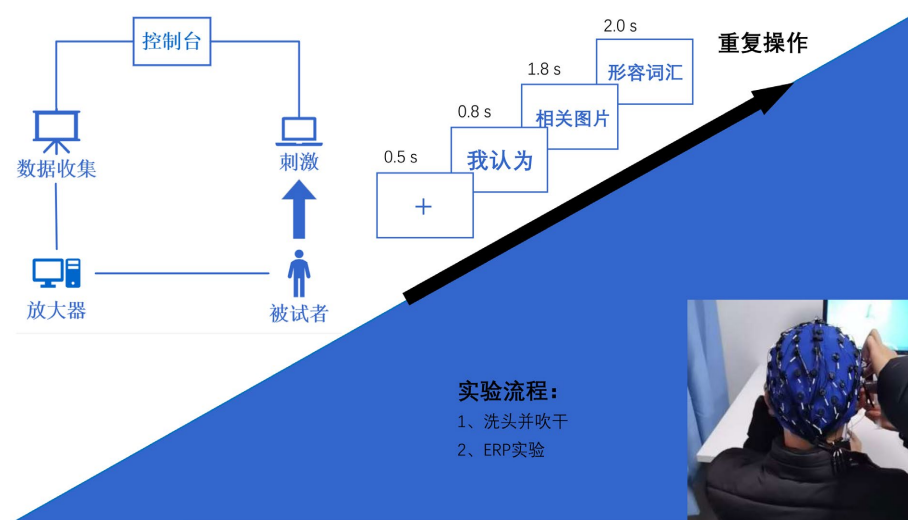 控制台
数据收集
刺激
放大器
被试者
0.5 s
+
0.8 s
我认为
1.8 s
相关图片
2.0 s
形容词汇
重复操作
实验流程：
1、洗头并吹干
2、ERP实验